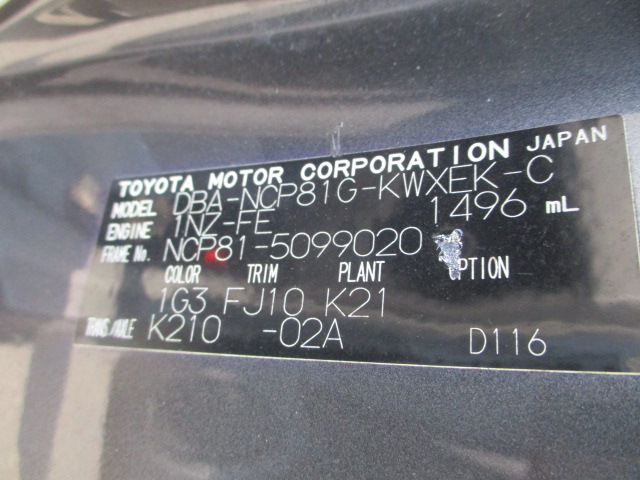 TOYOTA MOTOR CORPORATION JAPAN
MODEL DBA-NCP81G-KWXEK-C
ENGINE 1NZ-FE 1496 mL
FRAME No. NCP81-5099020
COLOR TRIM PLANT PTION
1G3 FJ10 K21
TRANS/AXLE K210 -02A D116